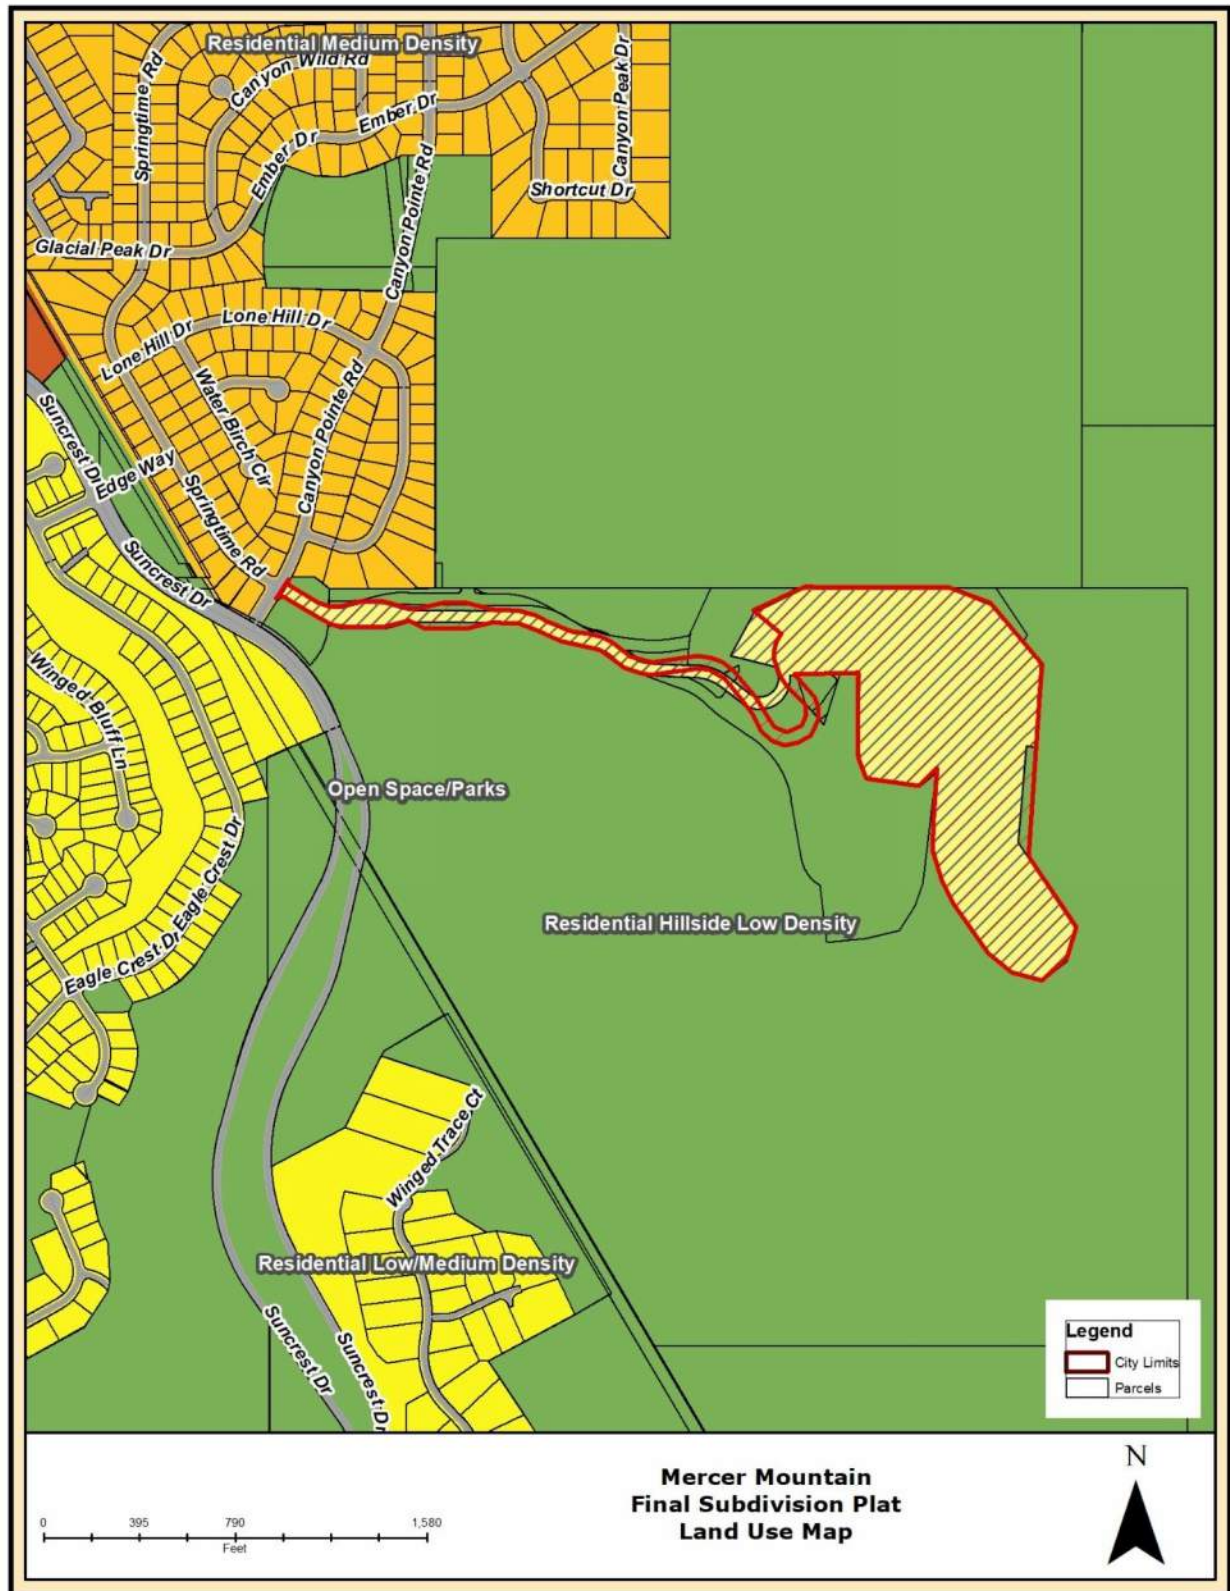 Residential Medium Density
Springtime Rd
Canyon Wild Rd
Ember Dr
Ember Dr
Canyon Peak Dr
Shortcut Dr
Glacial Peak Dr
Canyon Pointe Rd
Lone Hill Dr
Lone Hill Dr
Water Birch Cir
Canyon Pointe Rd
Suncrest Dr
Edge Way
Springtime Rd
Suncrest Dr
Winged Bluff Ln
Open Space/Parks
Eagle Crest Dr
Eagle Crest Dr
Residential Hillside Low Density
Winged Trace Ct
Residential Low/Medium Density
Suncrest Dr
Suncrest Dr
Legend
City Limits
Parcels
Mercer Mountain
Final Subdivision Plat
Land Use Map
N
0 395 790 1,580
Feet